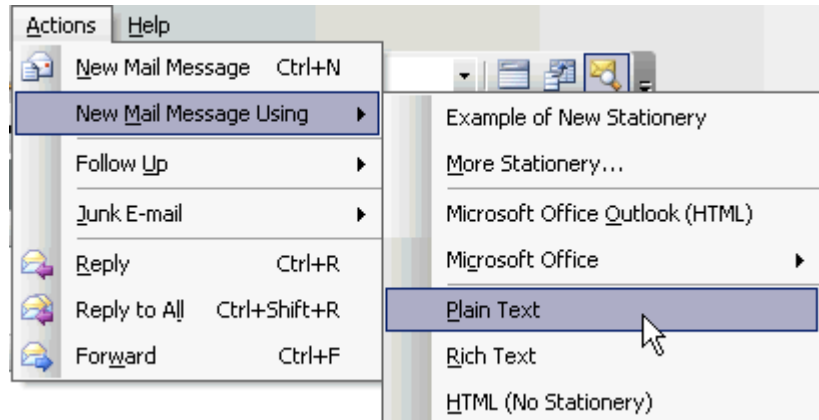 Actions Help
New Mail Message Ctrl+N
New Mail Message Using
Follow Up
Junk E-mail
Reply Ctrl+R
Reply to All Ctrl+Shift+R
Forward Ctrl+F
Example of New Stationery
More Stationery...
Microsoft Office Outlook (HTML)
Microsoft Office
Plain Text
Rich Text
HTML (No Stationery)